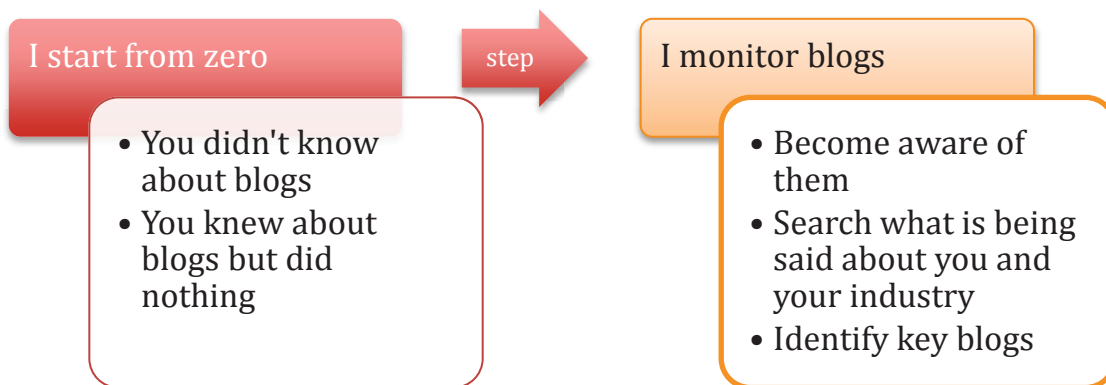 I start from zero
step
I monitor blogs
• You didn't know
about blogs
• You knew about
blogs but did
nothing
• Become aware of
them
• Search what is being
said about you and
your industry
• Identify key blogs